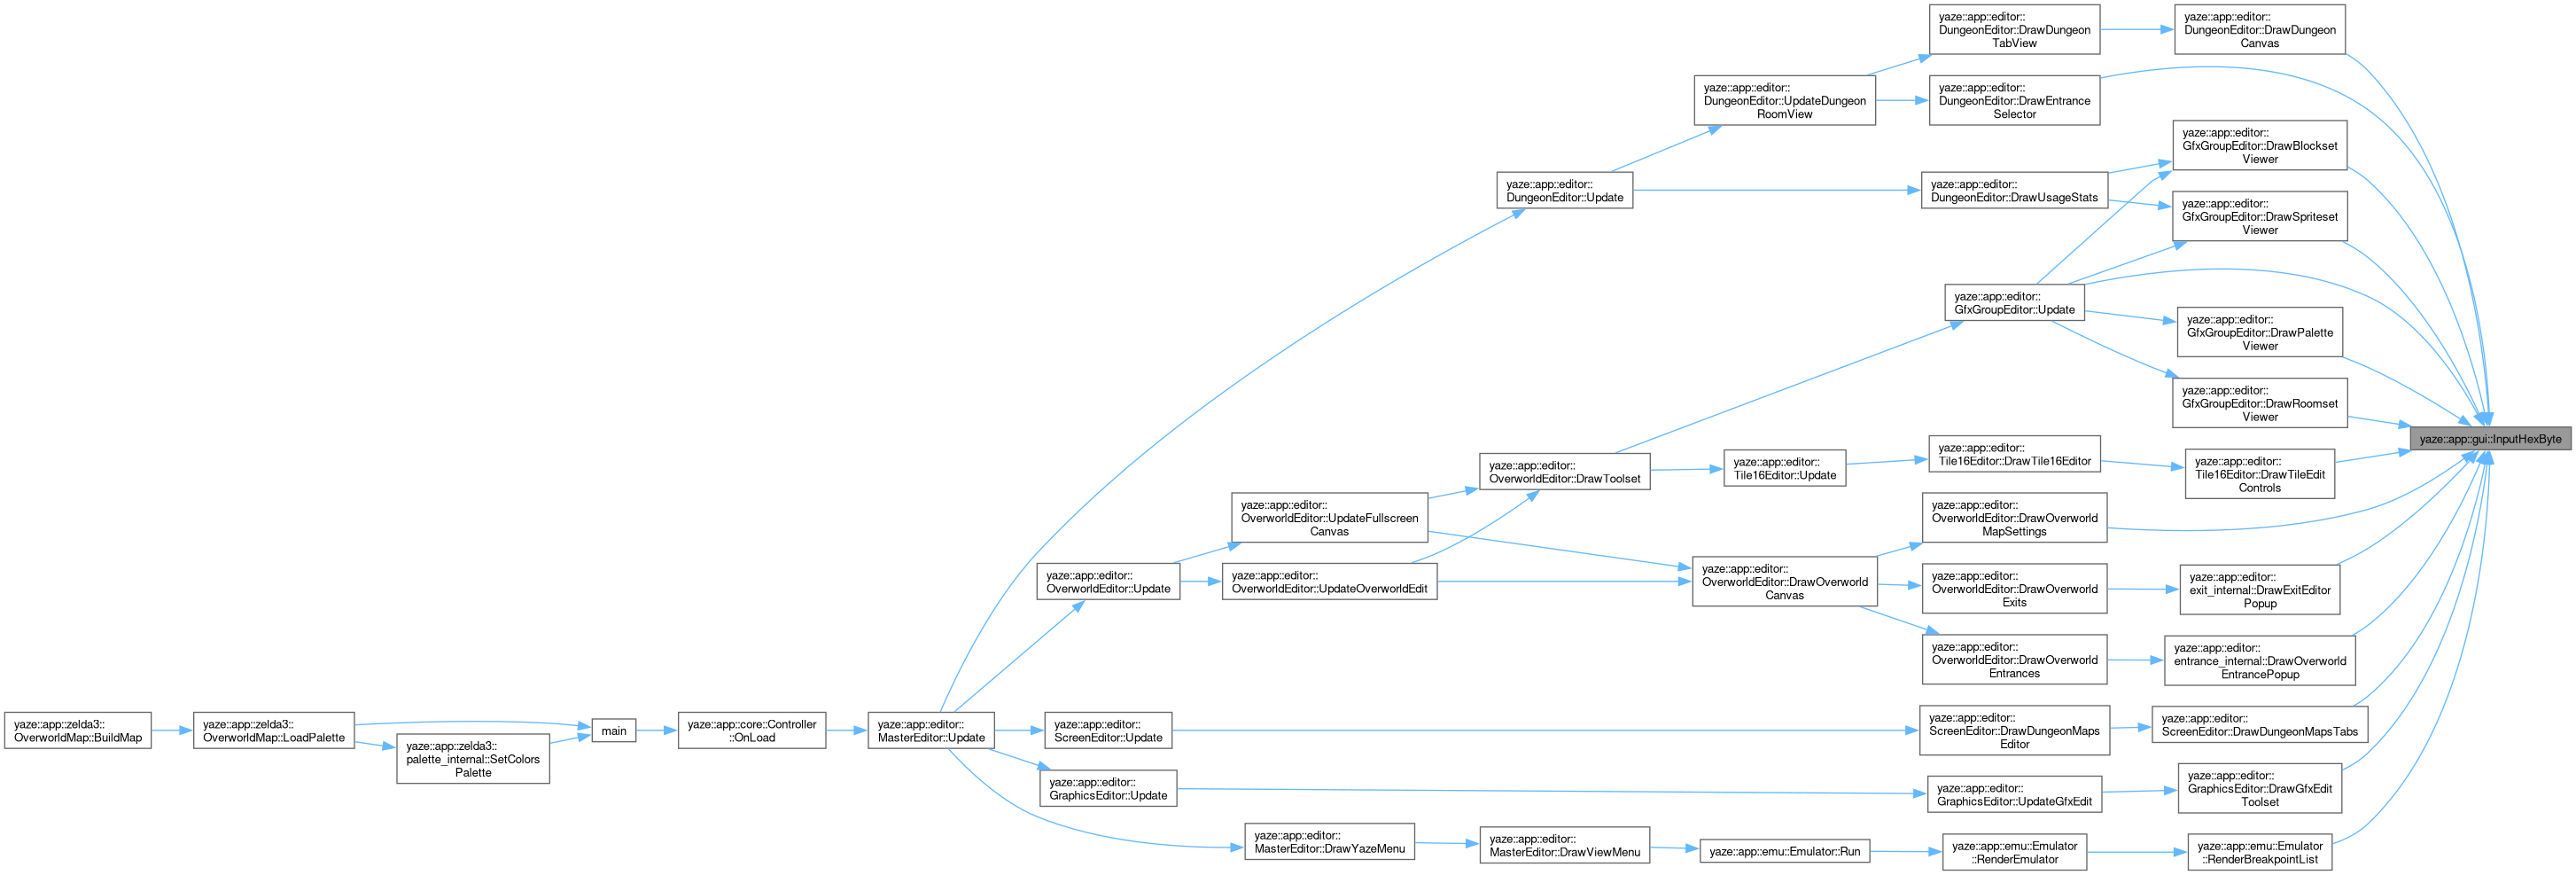 yaze::app::editor::
DungeonEditor::DrawDungeon
TabView
yaze::app::editor::
DungeonEditor::DrawDungeon
Canvas
yaze::app::editor::
DungeonEditor::UpdateDungeon
RoomView
yaze::app::editor::
DungeonEditor::DrawEntrance
Selector
yaze::app::editor::
GfxGroupEditor::DrawBlockset
Viewer
yaze::app::editor::
DungeonEditor::Update
yaze::app::editor::
DungeonEditor::DrawUsageStats
yaze::app::editor::
GfxGroupEditor::DrawSpriteset
Viewer
yaze::app::editor::
GfxGroupEditor::Update
yaze::app::editor::
GfxGroupEditor::DrawPalette
Viewer
yaze::app::editor::
GfxGroupEditor::DrawRoomset
Viewer
yaze::app::gui::InputHexByte
yaze::app::editor::
OverworldEditor::DrawToolset
yaze::app::editor::
Tile16Editor::Update
yaze::app::editor::
Tile16Editor::DrawTile16Editor
yaze::app::editor::
Tile16Editor::DrawTileEdit
Controls
yaze::app::editor::
OverworldEditor::UpdateFullscreen
Canvas
yaze::app::editor::
OverworldEditor::DrawOverworld
MapSettings
yaze::app::editor::
OverworldEditor::Update
yaze::app::editor::
OverworldEditor::UpdateOverworldEdit
yaze::app::editor::
OverworldEditor::DrawOverworld
Canvas
yaze::app::editor::
OverworldEditor::DrawOverworld
Exits
yaze::app::editor::
exit_internal::DrawExitEditor
Popup
yaze::app::editor::
OverworldEditor::DrawOverworld
Entrances
yaze::app::editor::
entrance_internal::DrawOverworld
EntrancePopup
yaze::app::zelda3::
OverworldMap::BuildMap
yaze::app::zelda3::
OverworldMap::LoadPalette
yaze::app::zelda3::
palette_internal::SetColors
Palette
main
yaze::app::core::Controller
::OnLoad
yaze::app::editor::
MasterEditor::Update
yaze::app::editor::
ScreenEditor::Update
yaze::app::editor::
ScreenEditor::DrawDungeonMaps
Editor
yaze::app::editor::
ScreenEditor::DrawDungeonMapsTabs
yaze::app::editor::
GraphicsEditor::Update
yaze::app::editor::
GraphicsEditor::UpdateGfxEdit
yaze::app::editor::
GraphicsEditor::DrawGfxEdit
Toolset
yaze::app::editor::
MasterEditor::DrawYazeMenu
yaze::app::editor::
MasterEditor::DrawViewMenu
yaze::app::emu::Emulator::Run
yaze::app::emu::Emulator
::RenderEmulator
yaze::app::emu::Emulator
::RenderBreakpointList